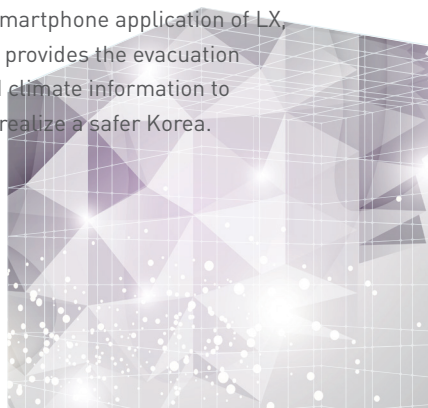 martphone application of LX,
provides the evacuation
climate information to
realize a safer Korea.